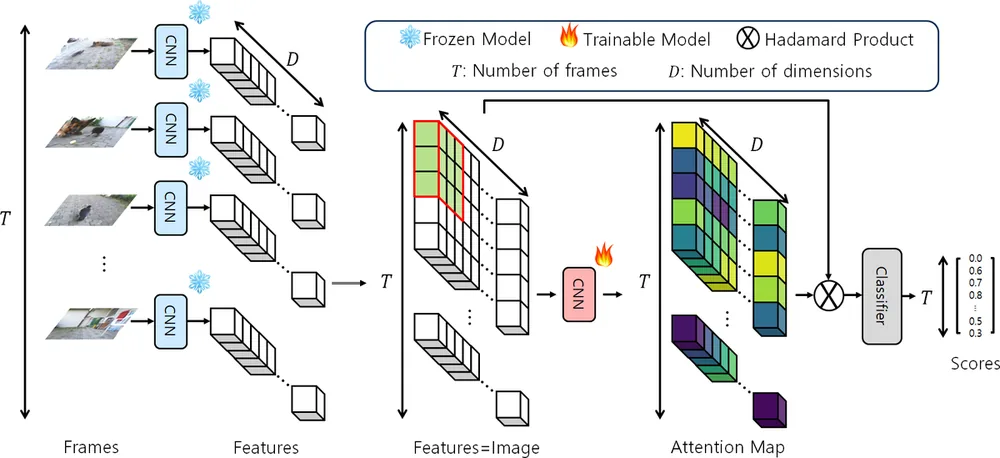 Frozen Model
Trainable Model
Hadamard Product
T: Number of frames
D: Number of dimensions
T
CNN
D
CNN
CNN
⋮
CNN
Frames
Features
T
D
...
Features=Image
CNN
T
D
...
Attention Map
Classifier
T
0.0
0.6
0.7
0.8
...
0.5
0.3
Scores